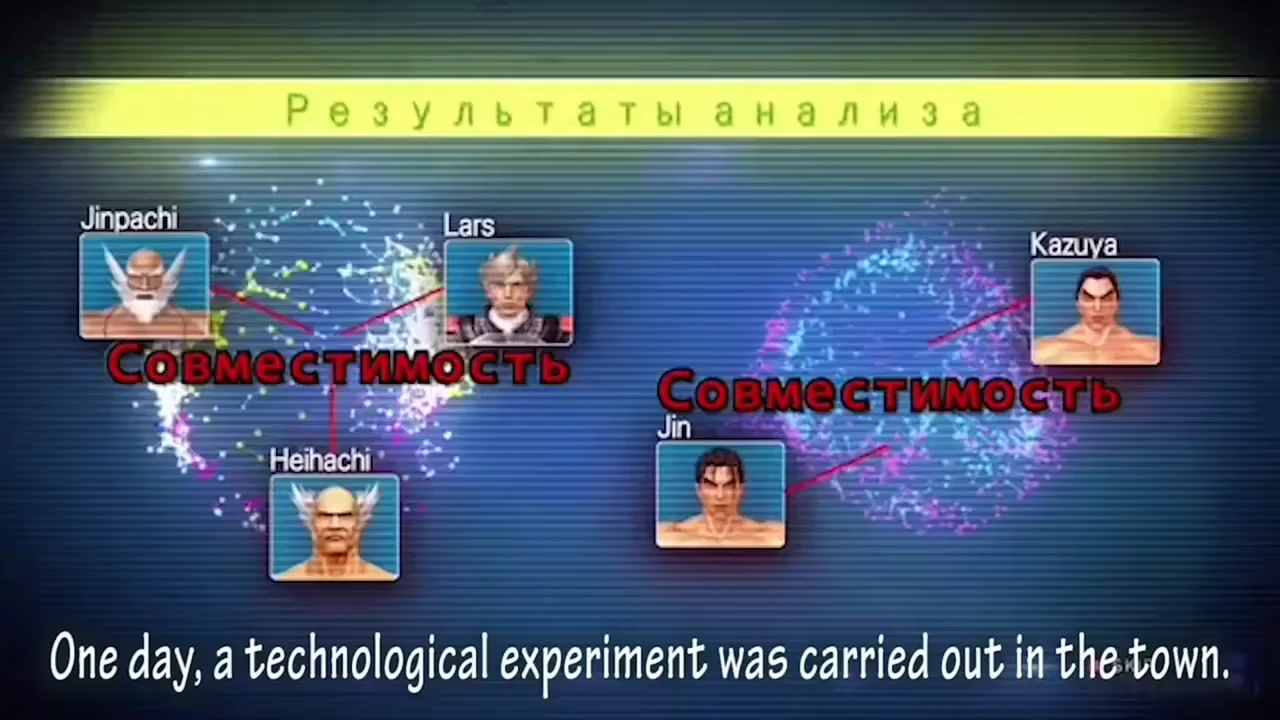 Результаты анализа
Jinpachi
Lars
Kazuya
Совместимость
Совместимость
Jin
Heihachi
One day, a technological experiment was carried out in the town.